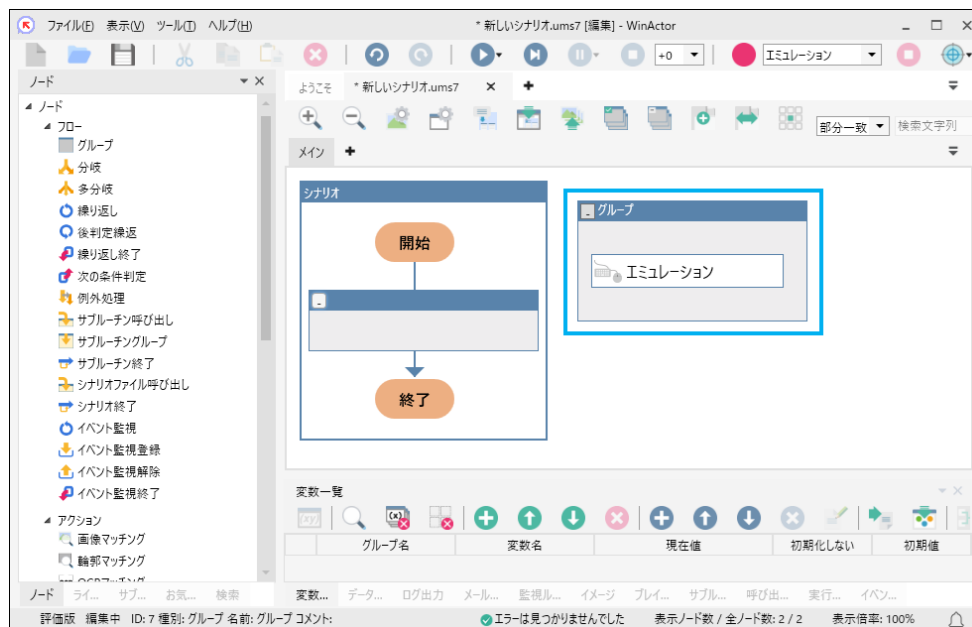 ファイル(F) 表示(V) ツール(T) ヘルプ(H) * 新しいシナリオ.ums7 [編集] - WinActor
+0 エミュレーション
ノード
ようこそ * 新しいシナリオ.ums7
ノード
フロー
グループ
分岐
多分岐
繰り返し
後判定繰返
繰り返し終了
次の条件判定
例外処理
サブルーチン呼び出し
サブルーチングループ
サブルーチン終了
シナリオファイル呼び出し
シナリオ終了
イベント監視
イベント監視登録
イベント監視解除
イベント監視終了
アクション
画像マッチング
輪郭マッチング
OCRマッチング
ノード ライ... サブ... お気... 検索
部分一致 検索文字列
メイン
シナリオ
開始
終了
グループ
エミュレーション
変数一覧
グループ名 変数名 現在値 初期化しない 初期値
変数... データ... ログ出力 メール... 監視ル... イメージ ブレイ... サブル... 呼び出... 実行... イベン...
評価版 編集中 ID: 7 種別: グループ 名前: グループ コメント: エラーは見つかりませんでした 表示ノード数 / 全ノード数: 2 / 2 表示倍率: 100%